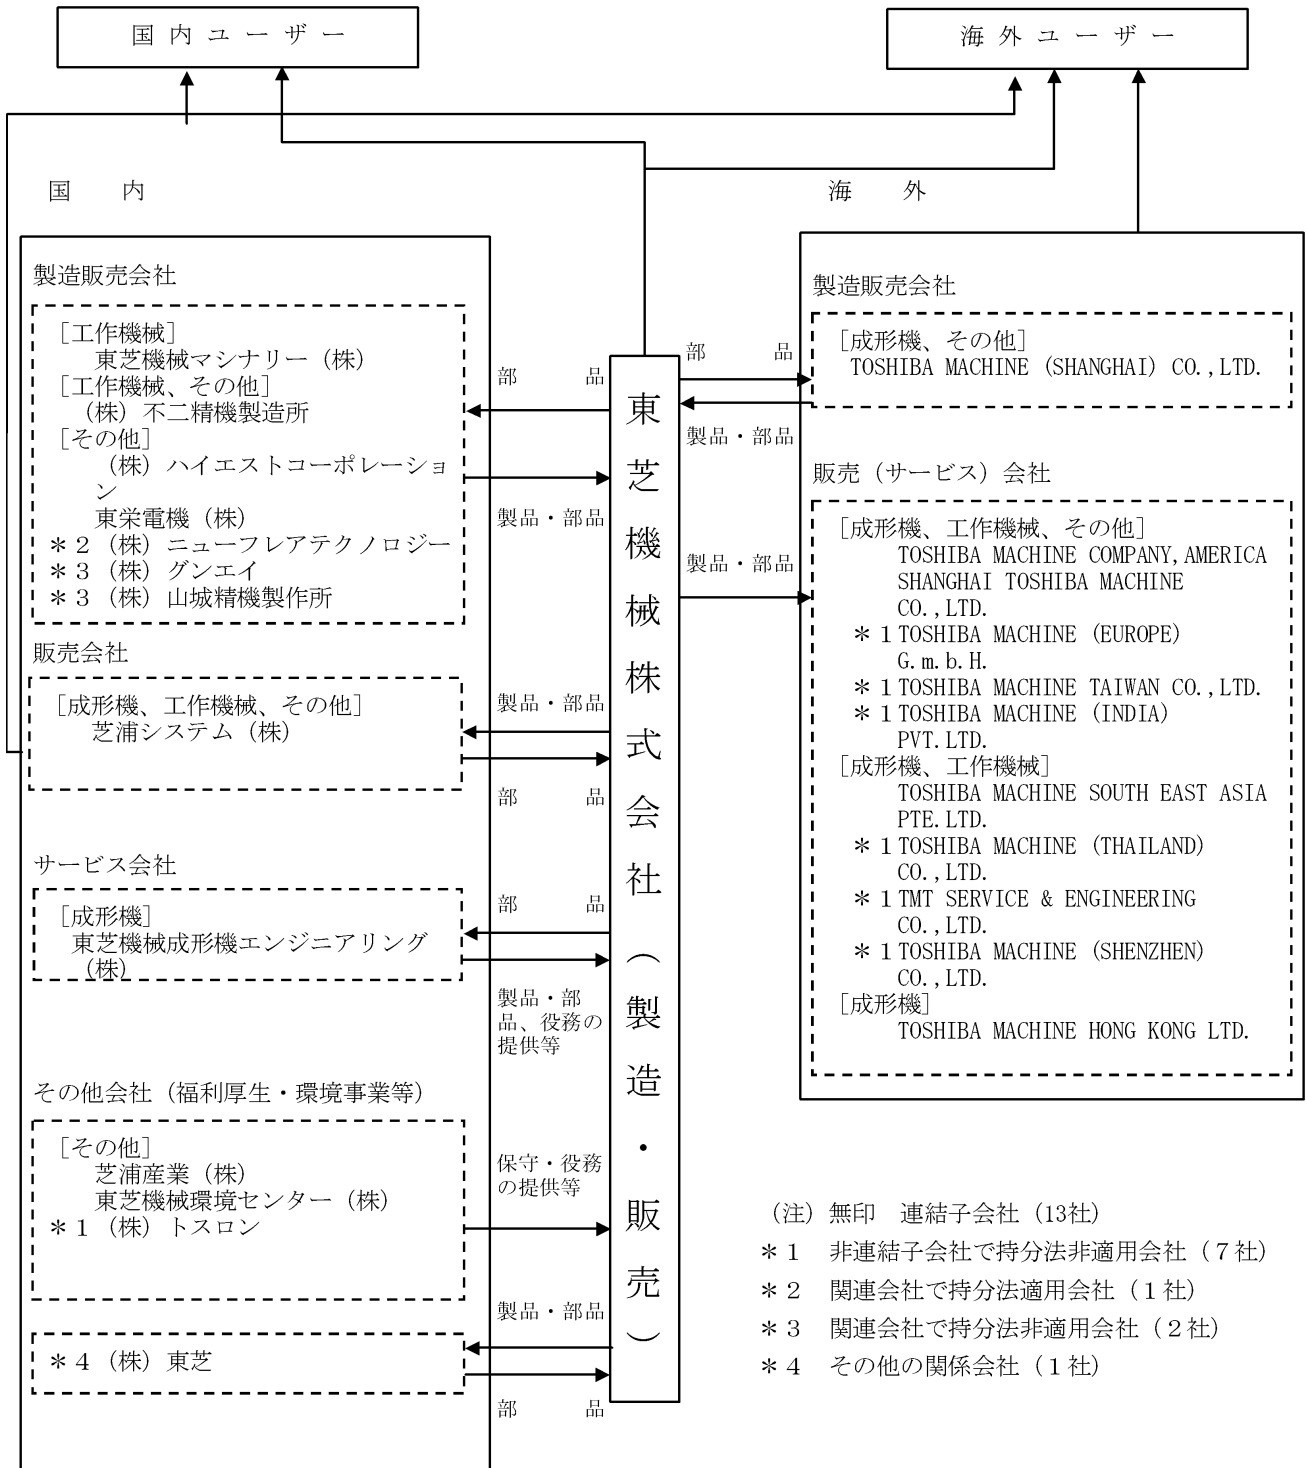 国内ユーザー
海外ユーザー
国　内
海　外
製造販売会社
［工作機械］
東芝機械マシナリー（株）
［工作機械、その他］
（株）不二精機製造所
［その他］
（株）ハイエストコーポレーショ
ン
東栄電機（株）
＊２（株）ニューフレアテクノロジー
＊３（株）グンエイ
＊３（株）山城精機製作所
販売会社
［成形機、工作機械、その他］
芝浦システム（株）
サービス会社
［成形機］
東芝機械成形機エンジニアリング
（株）
その他会社（福利厚生・環境事業等）
［その他］
芝浦産業（株）
東芝機械環境センター（株）
＊１（株）トスロン
＊４（株）東芝
部　品
製品・部品
製品・部品
部　品
部　品
製品・部
品、役務の
提供等
保守・役務
の提供等
製品・部品
部　品
東芝機械株式会社（製造・販売）
部　品
製品・部品
製品・部品
製造販売会社
［成形機、その他］
TOSHIBA MACHINE (SHANGHAI) CO.,LTD.
販売（サービス）会社
［成形機、工作機械、その他］
TOSHIBA MACHINE COMPANY,AMERICA
SHANGHAI TOSHIBA MACHINE
CO.,LTD.
＊１TOSHIBA MACHINE (EUROPE)
G.m.b.H.
＊１TOSHIBA MACHINE TAIWAN CO.,LTD.
＊１TOSHIBA MACHINE (INDIA)
PVT.LTD.
［成形機、工作機械］
TOSHIBA MACHINE SOUTH EAST ASIA
PTE.LTD.
＊１TOSHIBA MACHINE (THAILAND)
CO.,LTD.
＊１TMT SERVICE & ENGINEERING
CO.,LTD.
＊１TOSHIBA MACHINE (SHENZHEN)
CO.,LTD.
［成形機］
TOSHIBA MACHINE HONG KONG LTD.
（注）無印　連結子会社（13社）
＊１　非連結子会社で持分法非適用会社（７社）
＊２　関連会社で持分法適用会社（１社）
＊３　関連会社で持分法非適用会社（２社）
＊４　その他の関係会社（１社）